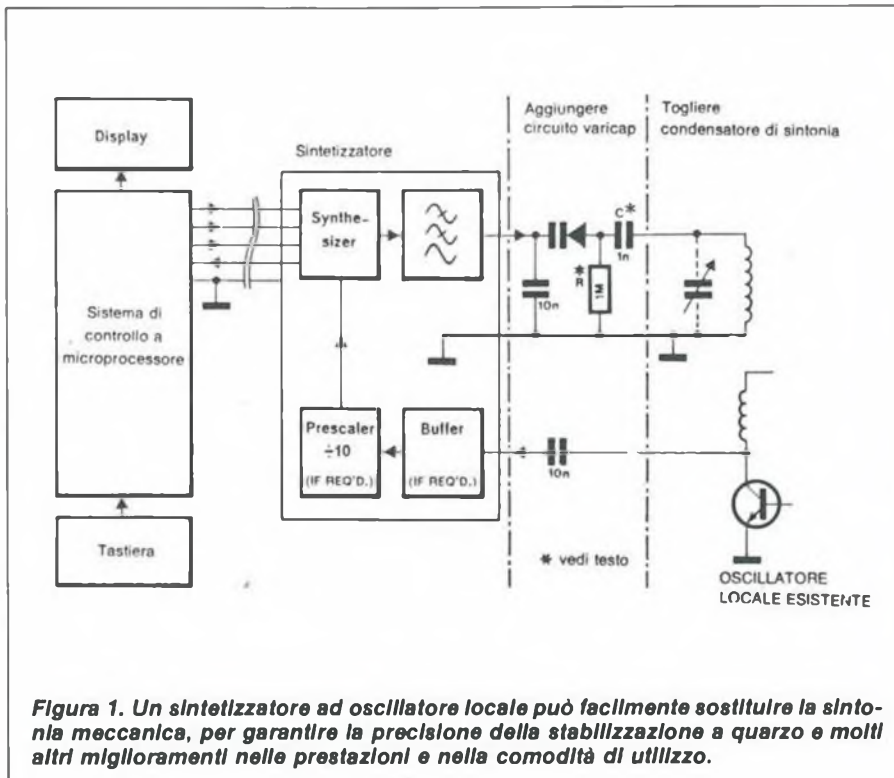 Display
Sistema di
controllo a
microprocessore
Tastiera
Sintetizzatore
Synthe-
sizer
Prescaler
÷10
(IF REQ'D.)
Buffer
(IF REQ'D.)
Aggiungere
circuito varicap
10n
R*
1M
C*
1n
10n
* vedi testo
Togliere
condensatore di sintonia
OSCILLATORE
LOCALE ESISTENTE
Figura 1. Un sintetizzatore ad oscillatore locale può facilmente sostituire la sinto-
nia meccanica, per garantire la precisione della stabilizzazione a quarzo e molti
altri miglioramenti nelle prestazioni e nella comodità di utilizzo.